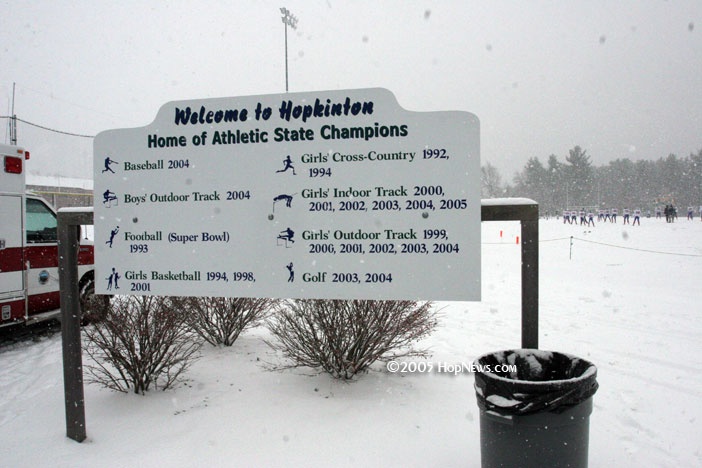 Welcome to Hopkinton
Home of Athletic State Champions
Baseball 2004
Boys' Outdoor Track 2004
Football (Super Bowl)
1993
Girls Basketball 1994, 1998,
2001
Girls' Cross-Country 1992,
1994
Girls' Indoor Track 2000,
2001, 2002, 2003, 2004, 2005
Girls' Outdoor Track 1999,
2006, 2001, 2002, 2003, 2004
Golf 2003, 2004
©2005 HopNews.com